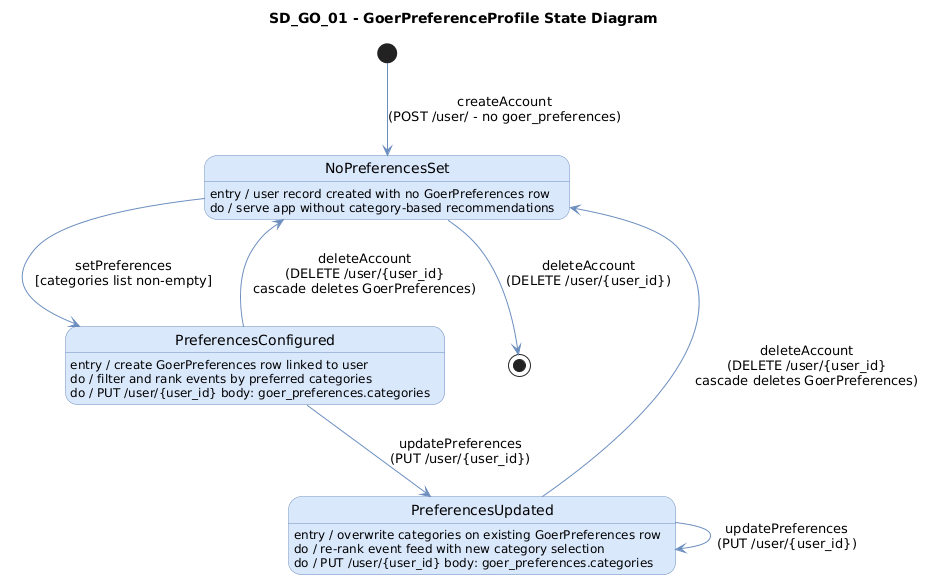 SD_GO_01 - GoerPreferenceProfile State Diagram
createAccount
(POST /user/ - no goer_preferences)
NoPreferencesSet
entry / user record created with no GoerPreferences row
do / serve app without category-based recommendations
setPreferences
[categories list non-empty]
deleteAccount
(DELETE /user/{user_id}
cascade deletes GoerPreferences)
deleteAccount
(DELETE /user/{user_id})
PreferencesConfigured
entry / create GoerPreferences row linked to user
do / filter and rank events by preferred categories
do / PUT /user/{user_id} body: goer_preferences.categories
deleteAccount
(DELETE /user/{user_id}
cascade deletes GoerPreferences)
updatePreferences
(PUT /user/{user_id})
PreferencesUpdated
entry / overwrite categories on existing GoerPreferences row
do / re-rank event feed with new category selection
do / PUT /user/{user_id} body: goer_preferences.categories
updatePreferences
(PUT /user/{user_id})